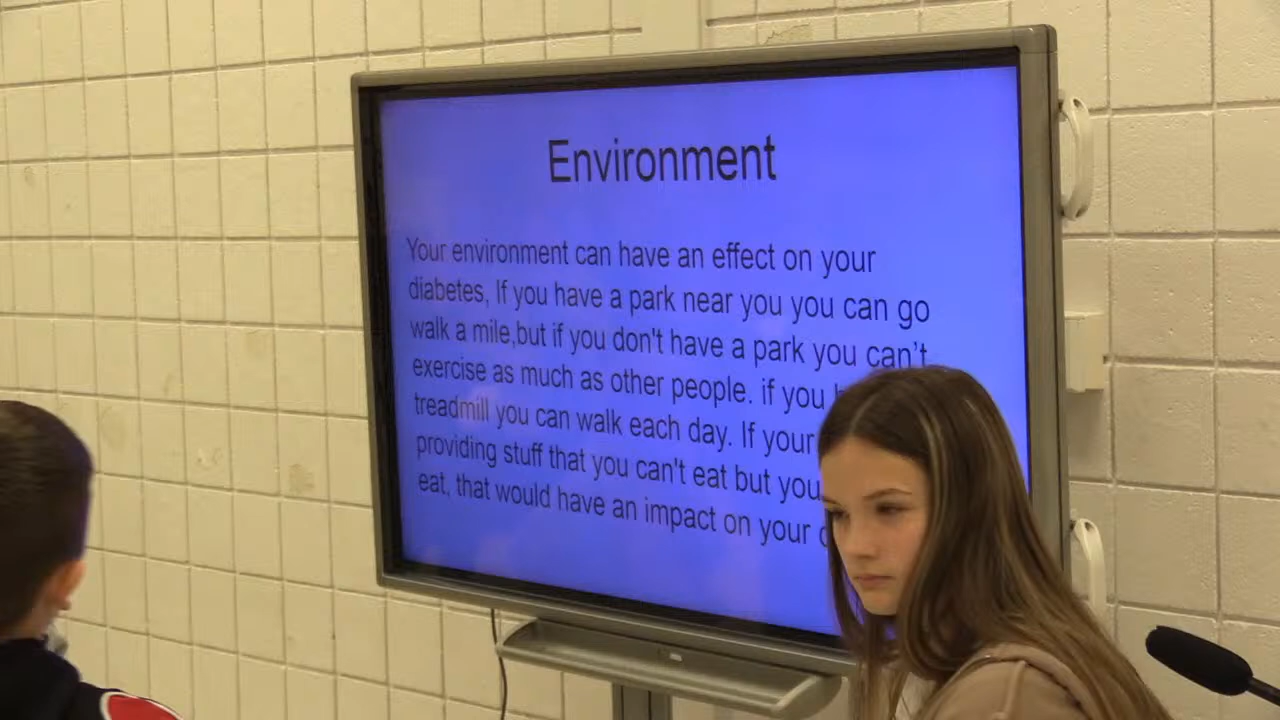 Environment
Your environment can have an effect on your
diabetes, If you have a park near you you can go
walk a mile,but if you don't have a park you can't
exercise as much as other people. if you
treadmill you can walk each day. If your
providing stuff that you can't eat but you
eat, that would have an impact on your